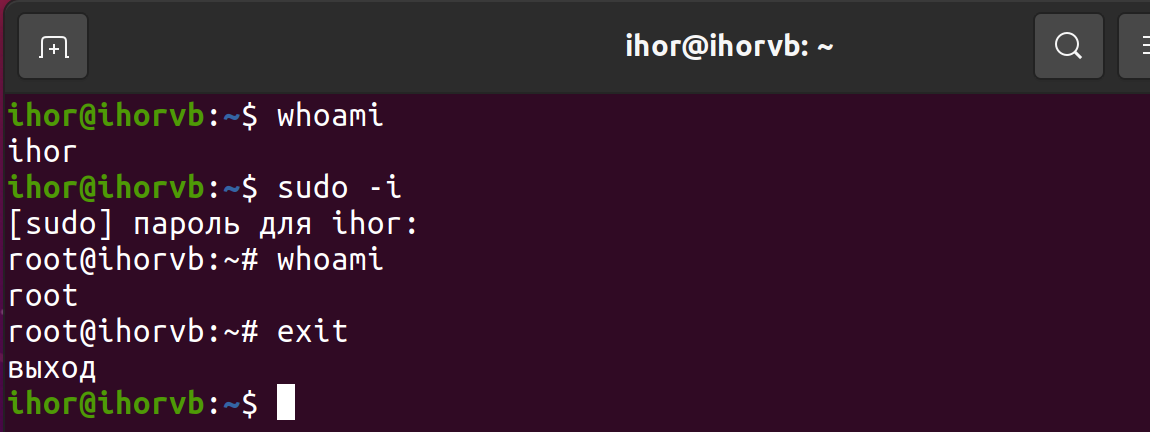 ihor@ihorvb: ~
ihor@ihorvb:~$ whoami
ihor
ihor@ihorvb:~$ sudo -i
[sudo] пароль для ihor:
root@ihorvb:~# whoami
root
root@ihorvb:~# exit
выход
ihor@ihorvb:~$